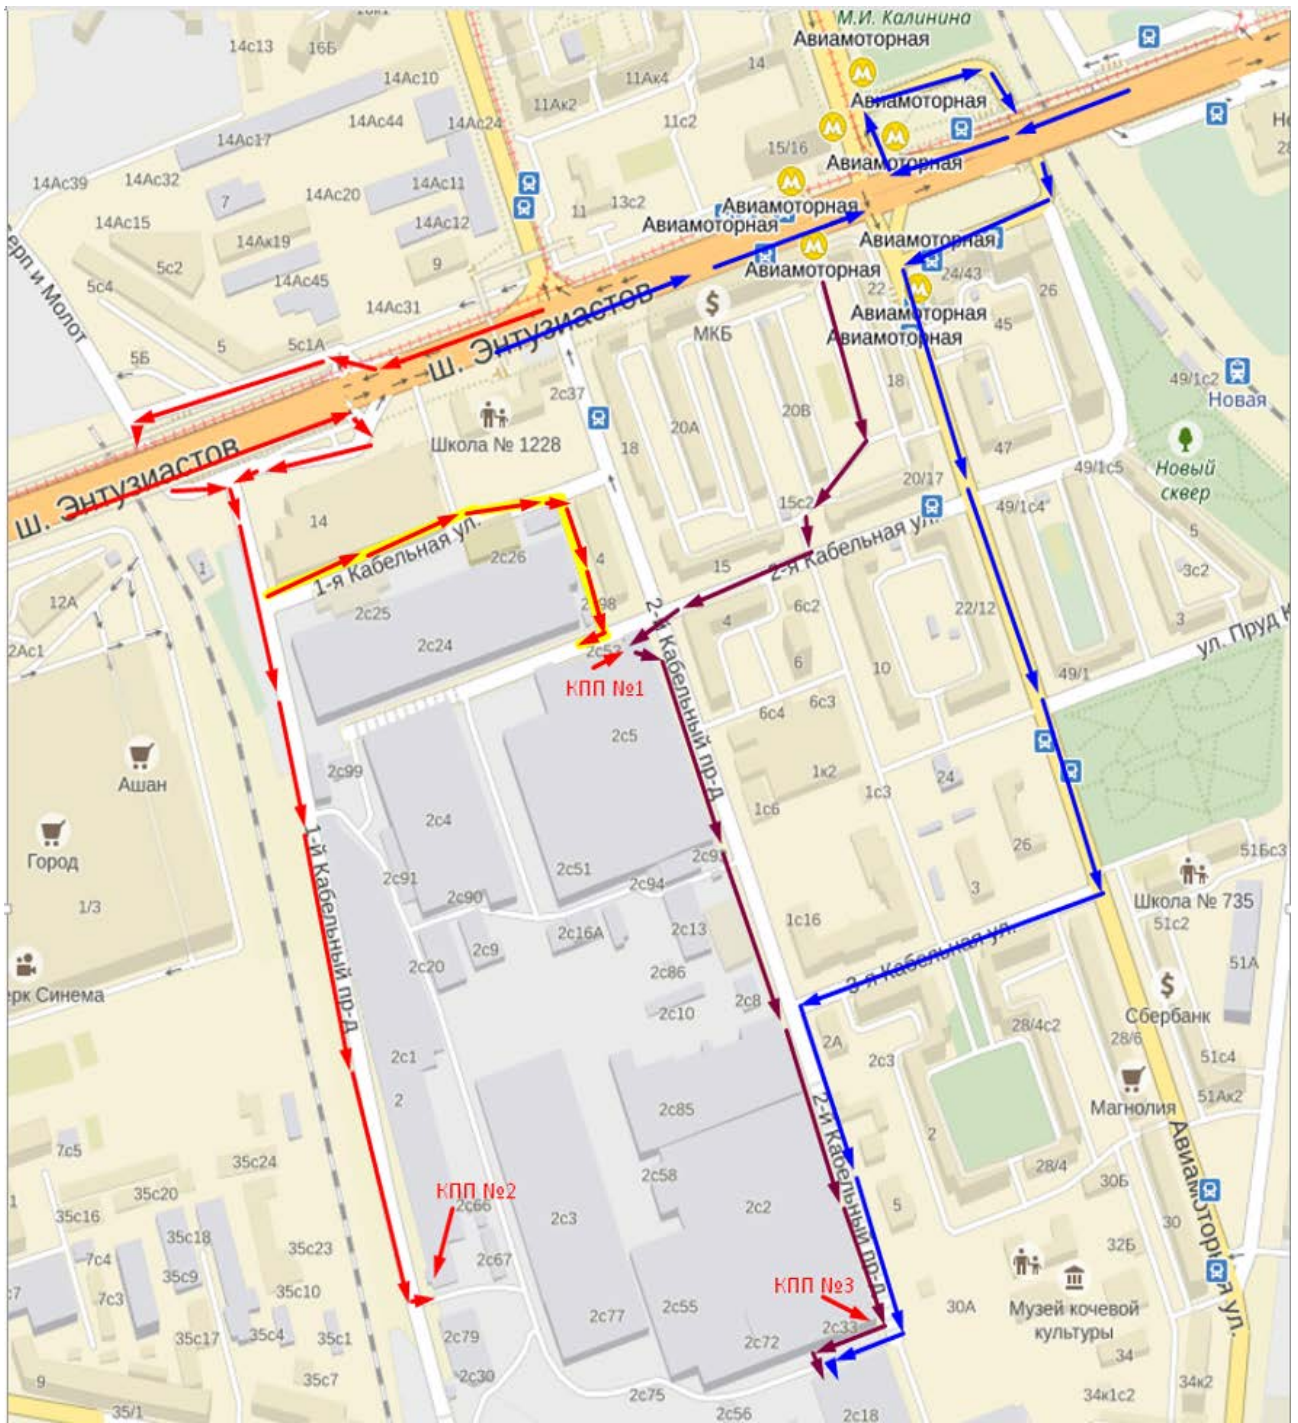 М.И. Калинина
Авиамоторная
14с13
16Б
14Ас10
14
11Ак4
11Ак2
Авиамоторная
14Ас44
14Ас24
11с2
14Ас17
15/16
Авиамоторная
14Ас39
14Ас32
14Ас20
14Ас11
7
13с2
11
Авиамоторная
14Ас15
14Ас12
Авиамоторная
14Ак19
Авиамоторная
9
5с2
Авиамоторная
24/43
26
5с4
14Ас45
22
14Ас31
$
МКБ
Авиамоторная
Авиамоторная
45
ерп и Молот
ш. Энтузиастов
5с1А
5
5Б
18
49/1с2
Новая
2с37
20В
20А
Школа № 1228
18
47
ш. Энтузиастов
49/1с5
Новый
сквер
20/17
15с2
49/1с4
14
5
2-я Кабельная ул.
1-я Кабельная ул.
2с26
4
15
1
3с2
12А
2с25
6с2
22/12
4
3
2с24
2Ас1
2с52
6
10
ул. Пруд К
49/1
КПП №1
2-й Кабельный пр-д
6с3
6с4
2с5
2с99
1к2
24
Ашан
1с3
1с6
2с4
26
Город
1-й Кабельный пр-д
51Бс3
2с51
2с91
2с94
3
2с90
Школа № 735
1/3
1с16
51с2
2с13
2с16А
2с9
3-я Кабельная ул.
2с20
51А
2с86
$
ерк Синема
2с8
2с10
Сбербанк
28/4с2
28/6
2А
2с1
2с3
51с4
2
2с85
51Ак2
Магнолия
2-й Кабельный пр-д
2
7с5
35с24
28/4
Авиамоторная ул.
2с58
30Б
КПП №2
35с20
2с66
2с2
5
35с16
2с3
30
35с18
32Б
35с23
7с4
2с67
35с9
КПП №3
35с10
7с3
30А
Музей кочевой
культуры
2с77
2с55
2с33
35с17
35с4
35с1
2с79
2с72
34
2с30
35с7
9
2с75
34к2
34к1с2
35/1
2с56
2с18